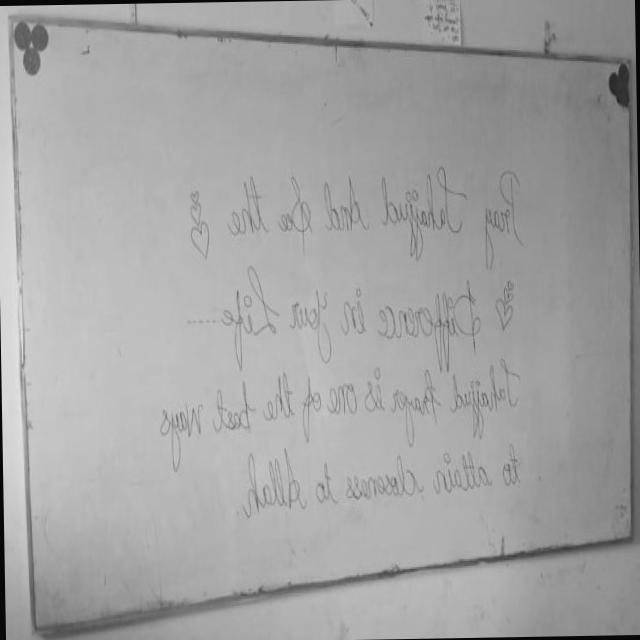 Pray Tahajjud And See the
Difference in Your Life......
Tahajjud Prayer is one of the best ways
to attain closeness to Allah.